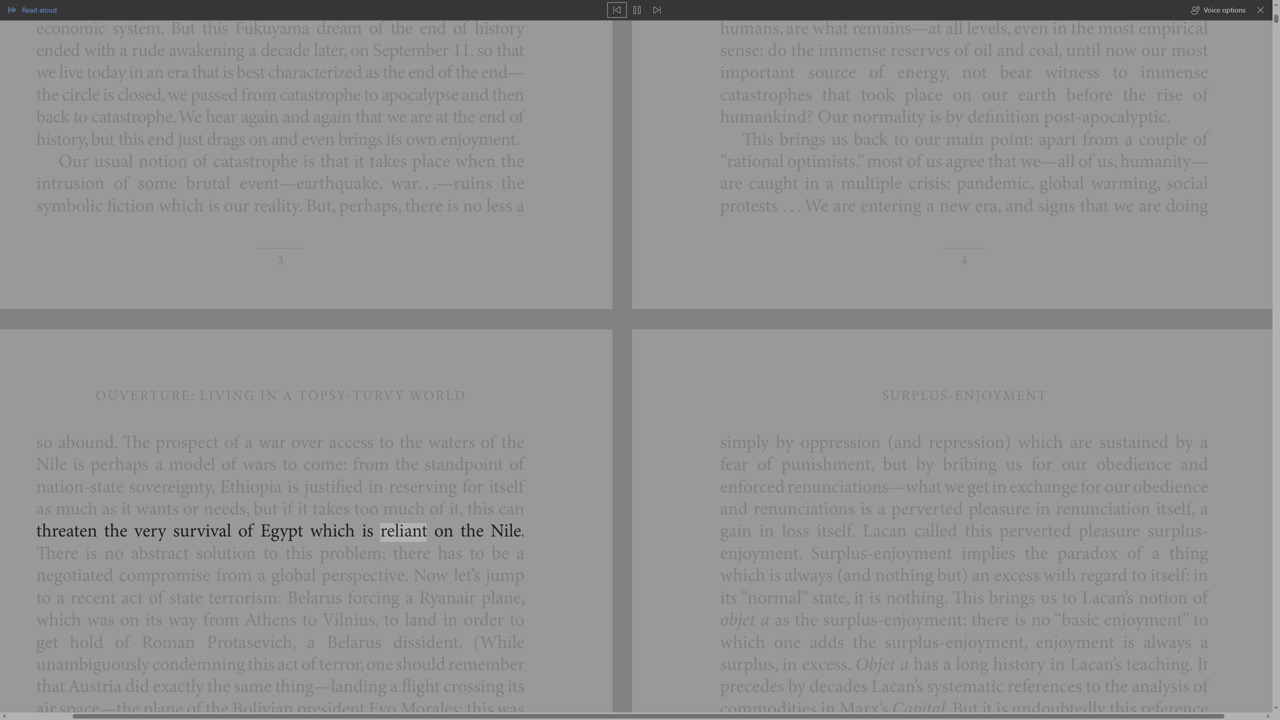 Read aloud
Voice options
economic system. But this Fukuyama dream of the end of history
ended with a rude awakening a decade later, on September 11, so that
we live today in an era that is best characterized as the end of the end—
the circle is closed, we passed from catastrophe to apocalypse and then
back to catastrophe. We hear again and again that we are at the end of
history, but this end just drags on and even brings its own enjoyment.
Our usual notion of catastrophe is that it takes place when the
intrusion of some brutal event—earthquake, war. . .—ruins the
symbolic fiction which is our reality. But, perhaps, there is no less a
3
humans, are what remains—at all levels, even in the most empirical
sense: do the immense reserves of oil and coal, until now our most
important source of energy, not bear witness to immense
catastrophes that took place on our earth before the rise of
humankind? Our normality is by definition post-apocalyptic.
This brings us back to our main point: apart from a couple of
“rational optimists,” most of us agree that we—all of us, humanity—
are caught in a multiple crisis: pandemic, global warming, social
protests . . . We are entering a new era, and signs that we are doing
4
OUVERTURE: LIVING IN A TOPSY-TURVY WORLD
so abound. The prospect of a war over access to the waters of the
Nile is perhaps a model of wars to come: from the standpoint of
nation-state sovereignty, Ethiopia is justified in reserving for itself
as much as it wants or needs, but if it takes too much of it, this can
threaten the very survival of Egypt which is reliant on the Nile.
There is no abstract solution to this problem; there has to be a
negotiated compromise from a global perspective. Now let’s jump
to a recent act of state terrorism: Belarus forcing a Ryanair plane,
which was on its way from Athens to Vilnus, to land in order to
get hold of Roman Protasevich, a Belarus dissident. (While
unambiguously condemning this act of terror, one should remember
that Austria did exactly the same thing—landing a flight crossing its
air space—the plane of the Bolivian president Evo Morales; this was
SURPLUS-ENJOYMENT
simply by oppression (and repression) which are sustained by a
fear of punishment, but by bribing us for our obedience and
enforced renunciations—what we get in exchange for our obedience
and renunciations is a perverted pleasure in renunciation itself, a
gain in loss itself. Lacan called this perverted pleasure surplus-
enjoyment. Surplus-enjoyment implies the paradox of a thing
which is always (and nothing but) an excess with regard to itself: in
its “normal” state, it is nothing. This brings us to Lacan’s notion of
objet a as the surplus-enjoyment: there is no “basic enjoyment” to
which one adds the surplus-enjoyment, enjoyment is always a
surplus, in excess. Objet a has a long history in Lacan’s teaching. It
precedes by decades Lacan’s systematic references to the analysis of
commodities in Marx’s Capital. But it is undoubtedly this reference